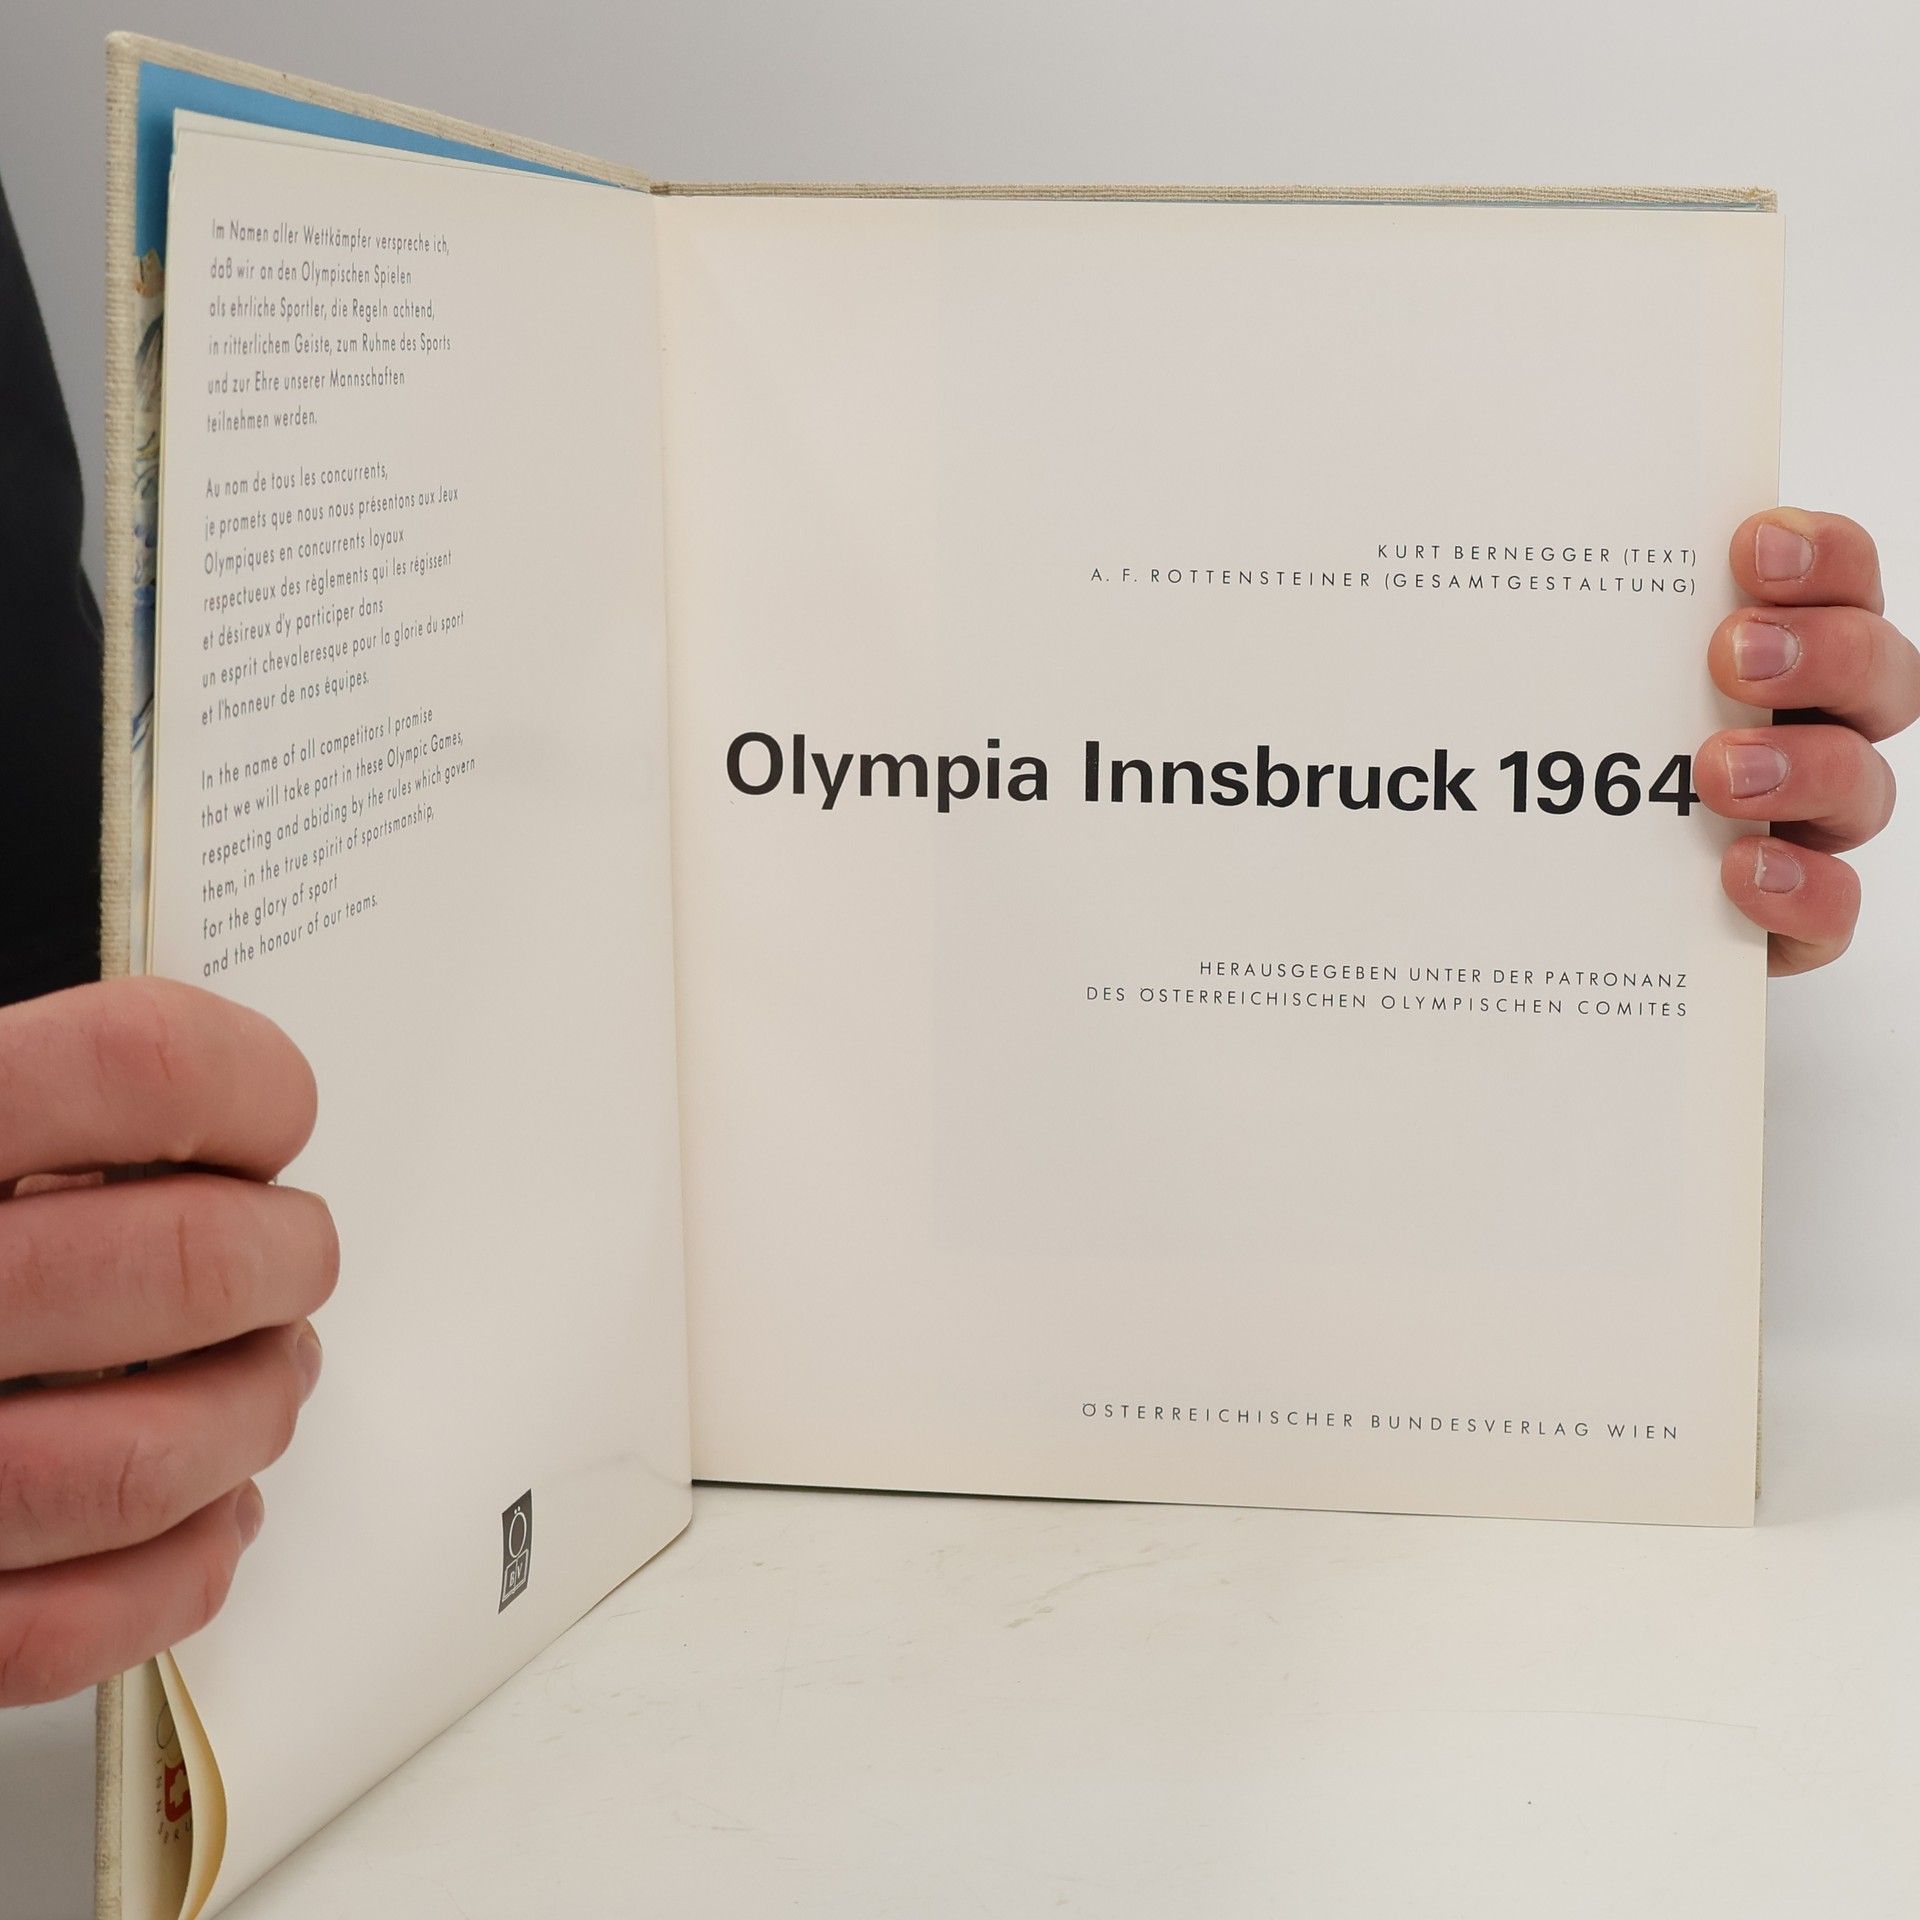 Im Namen aller Wettkämpfer verspreche ich,
daß wir an den Olympischen Spielen
als ehrliche Sportler, die Regeln achtend,
in ritterlichem Geiste, zum Ruhme des Sports
und zur Ehre unserer Mannschaften
teilnehmen werden.
Au nom de tous les concurrents,
je promets que nous nous présentons aux Jeux
Olympiques en concurrents loyaux
respectueux des règlements qui les régissent
et désireux d'y participer dans
un esprit chevaleresque pour la glorie du sport
et l'honneur de nos équipes.
In the name of all competitors I promise
that we will take part in these Olympic Games,
respecting and abiding by the rules which govern
them, in the true spirit of sportsmanship,
for the glory of sport
and the honour of our teams.
Ö
BV
KURT BERNEGGER (TEXT)
A. F. ROTTENSTEINER (GESAMTGESTALTUNG)
Olympia Innsbruck 1964
HERAUSGEGEBEN UNTER DER PATRONANZ
DES ÖSTERREICHISCHEN OLYMPISCHEN COMITÉS
ÖSTERREICHISCHER BUNDESVERLAG WIEN